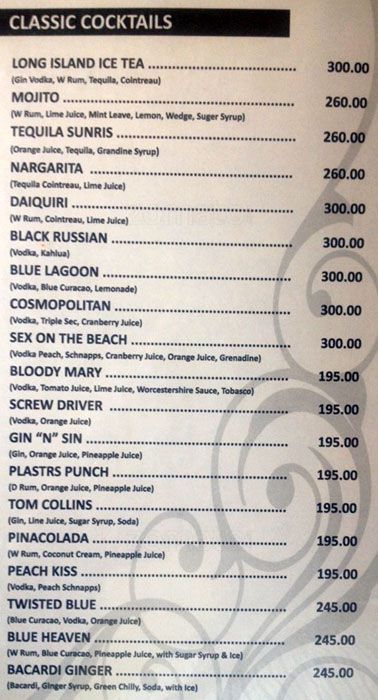 CLASSIC COCKTAILS
LONG ISLAND ICE TEA ........................................ 300.00
(Gin Vodka, W Rum, Tequila, Cointreau)
MOJITO ............................................................ 260.00
(W Rum, Lime Juice, Mint Leave, Lemon, Wedge, Suger Syrup)
TEQUILA SUNRIS ................................................ 260.00
(Orange Juice, Tequila, Grandine Syrup)
NARGARITA ...................................................... 260.00
(Tequlla Cointreau, Lime Juice)
DAIQUIRI .......................................................... 300.00
(W Rum, Cointreau, Lime Juice)
BLACK RUSSIAN ................................................ 300.00
(Vodka, Kahlua)
BLUE LAGOON ................................................... 300.00
(Vodka, Blue Curacao, Lemonade)
COSMOPOLITAN ................................................ 300.00
(Vodka, Triple Sec, Cranberry Juice)
SEX ON THE BEACH ............................................ 300.00
(Vodka Peach, Schnapps, Cranberry Juice, Orange Juice, Grenadine)
BLOODY MARY ................................................... 195.00
(Vodka, Tomato Juice, Lime Juice, Worcestershire Sauce, Tobasco)
SCREW DRIVER .................................................. 195.00
(Vodka, Orange Juice)
GIN “N” SIN ....................................................... 195.00
(Gin, Orange Juice, Pineapple Juice)
PLASTRS PUNCH ................................................ 195.00
(D Rum, Orange Juice, Pineapple Juice)
TOM COLLINS .................................................... 195.00
(Gin, Line Juice, Sugar Syrup, Soda)
PINACOLADA ..................................................... 195.00
(W Rum, Coconut Cream, Pineapple Juice)
PEACH KISS ....................................................... 195.00
(Vodka, Peach Schnapps)
TWISTED BLUE ................................................... 245.00
(Blue Curacao, Vodka, Orange Juice)
BLUE HEAVEN .................................................... 245.00
(W Rum, Blue Curacao, Pineapple Juice, with Sugar Syrup & Ice)
BACARDI GINGER ............................................... 245.00
(Bacardi, Ginger Syrup, Green Chilly, Soda, with Ice)